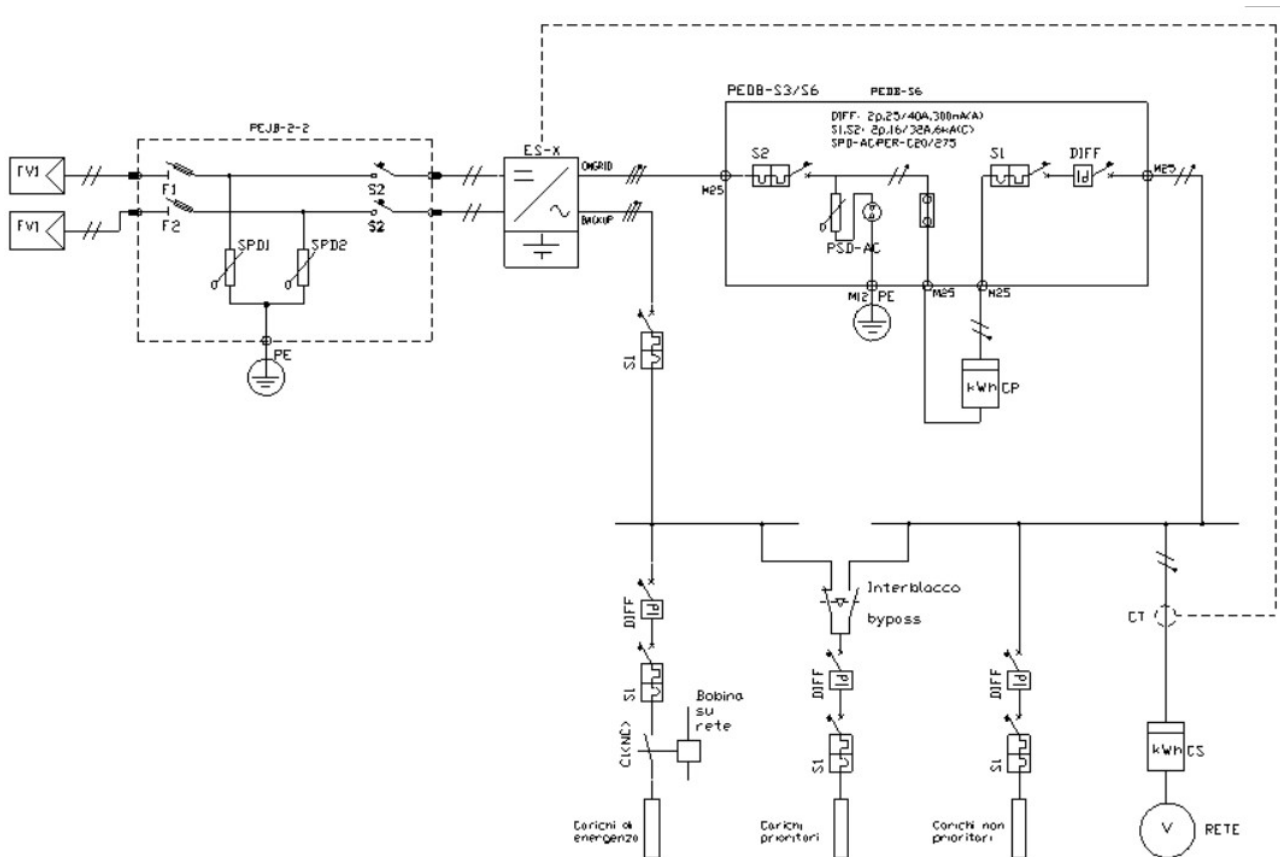 PEDB-S3/S6 PEDB-S6
DIFF: 2p,25/40A,300mA(A)
S1,S2: 2p,16/32A,6kA(C)
SPD-AC:PER-C20/275
PEJB-2-2
FV1
F1
S2
FV1
F2
S2
SPD1
SPD2
PE
ES-X
ONGRID
BACKUP
M25
S2
PSD-AC
S1
DIFF
M25
M12
PE
M25
M25
kWh
CP
S1
Interblocco
bypass
CT
DIFF
S1
C1(NC)
Bobina
su
rete
DIFF
S1
DIFF
S1
kWh
CS
V
RETE
Carichi di
emergenza
Carichi
prioritari
Carichi non
prioritari